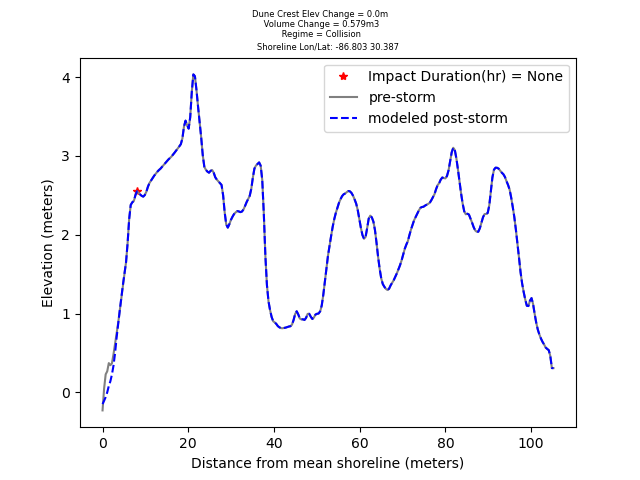 Dune Crest Elev Change = 0.0m
Volume Change = 0.579m3
Regime = Collision
Shoreline Lon/Lat: -86.803 30.387
Impact Duration(hr) = None
pre-storm
modeled post-storm
4
3
2
1
0
Elevation (meters)
0 20 40 60 80 100
Distance from mean shoreline (meters)